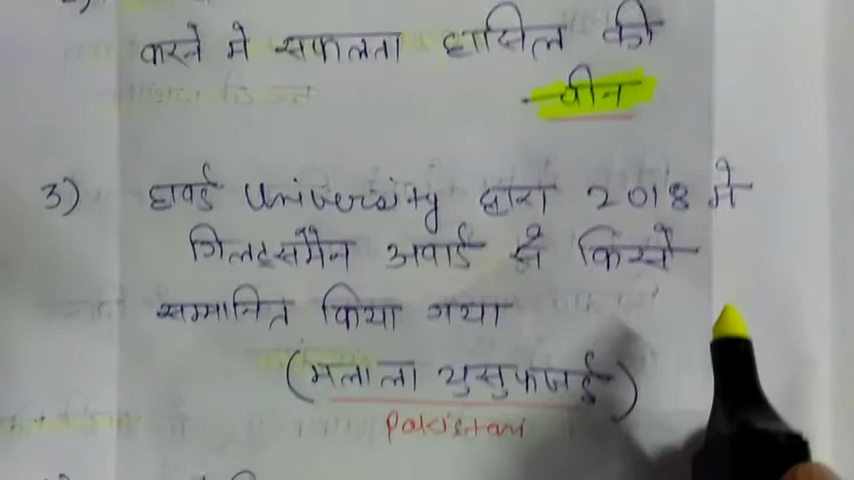 करने मे सफलता हासिल की
- चीन
3) हावर्ड University द्वारा 2018 मे
गिलट्समैन अवार्ड से किसे
सम्मानित किया गया
(मलाला युसुफजई)
Pakistani